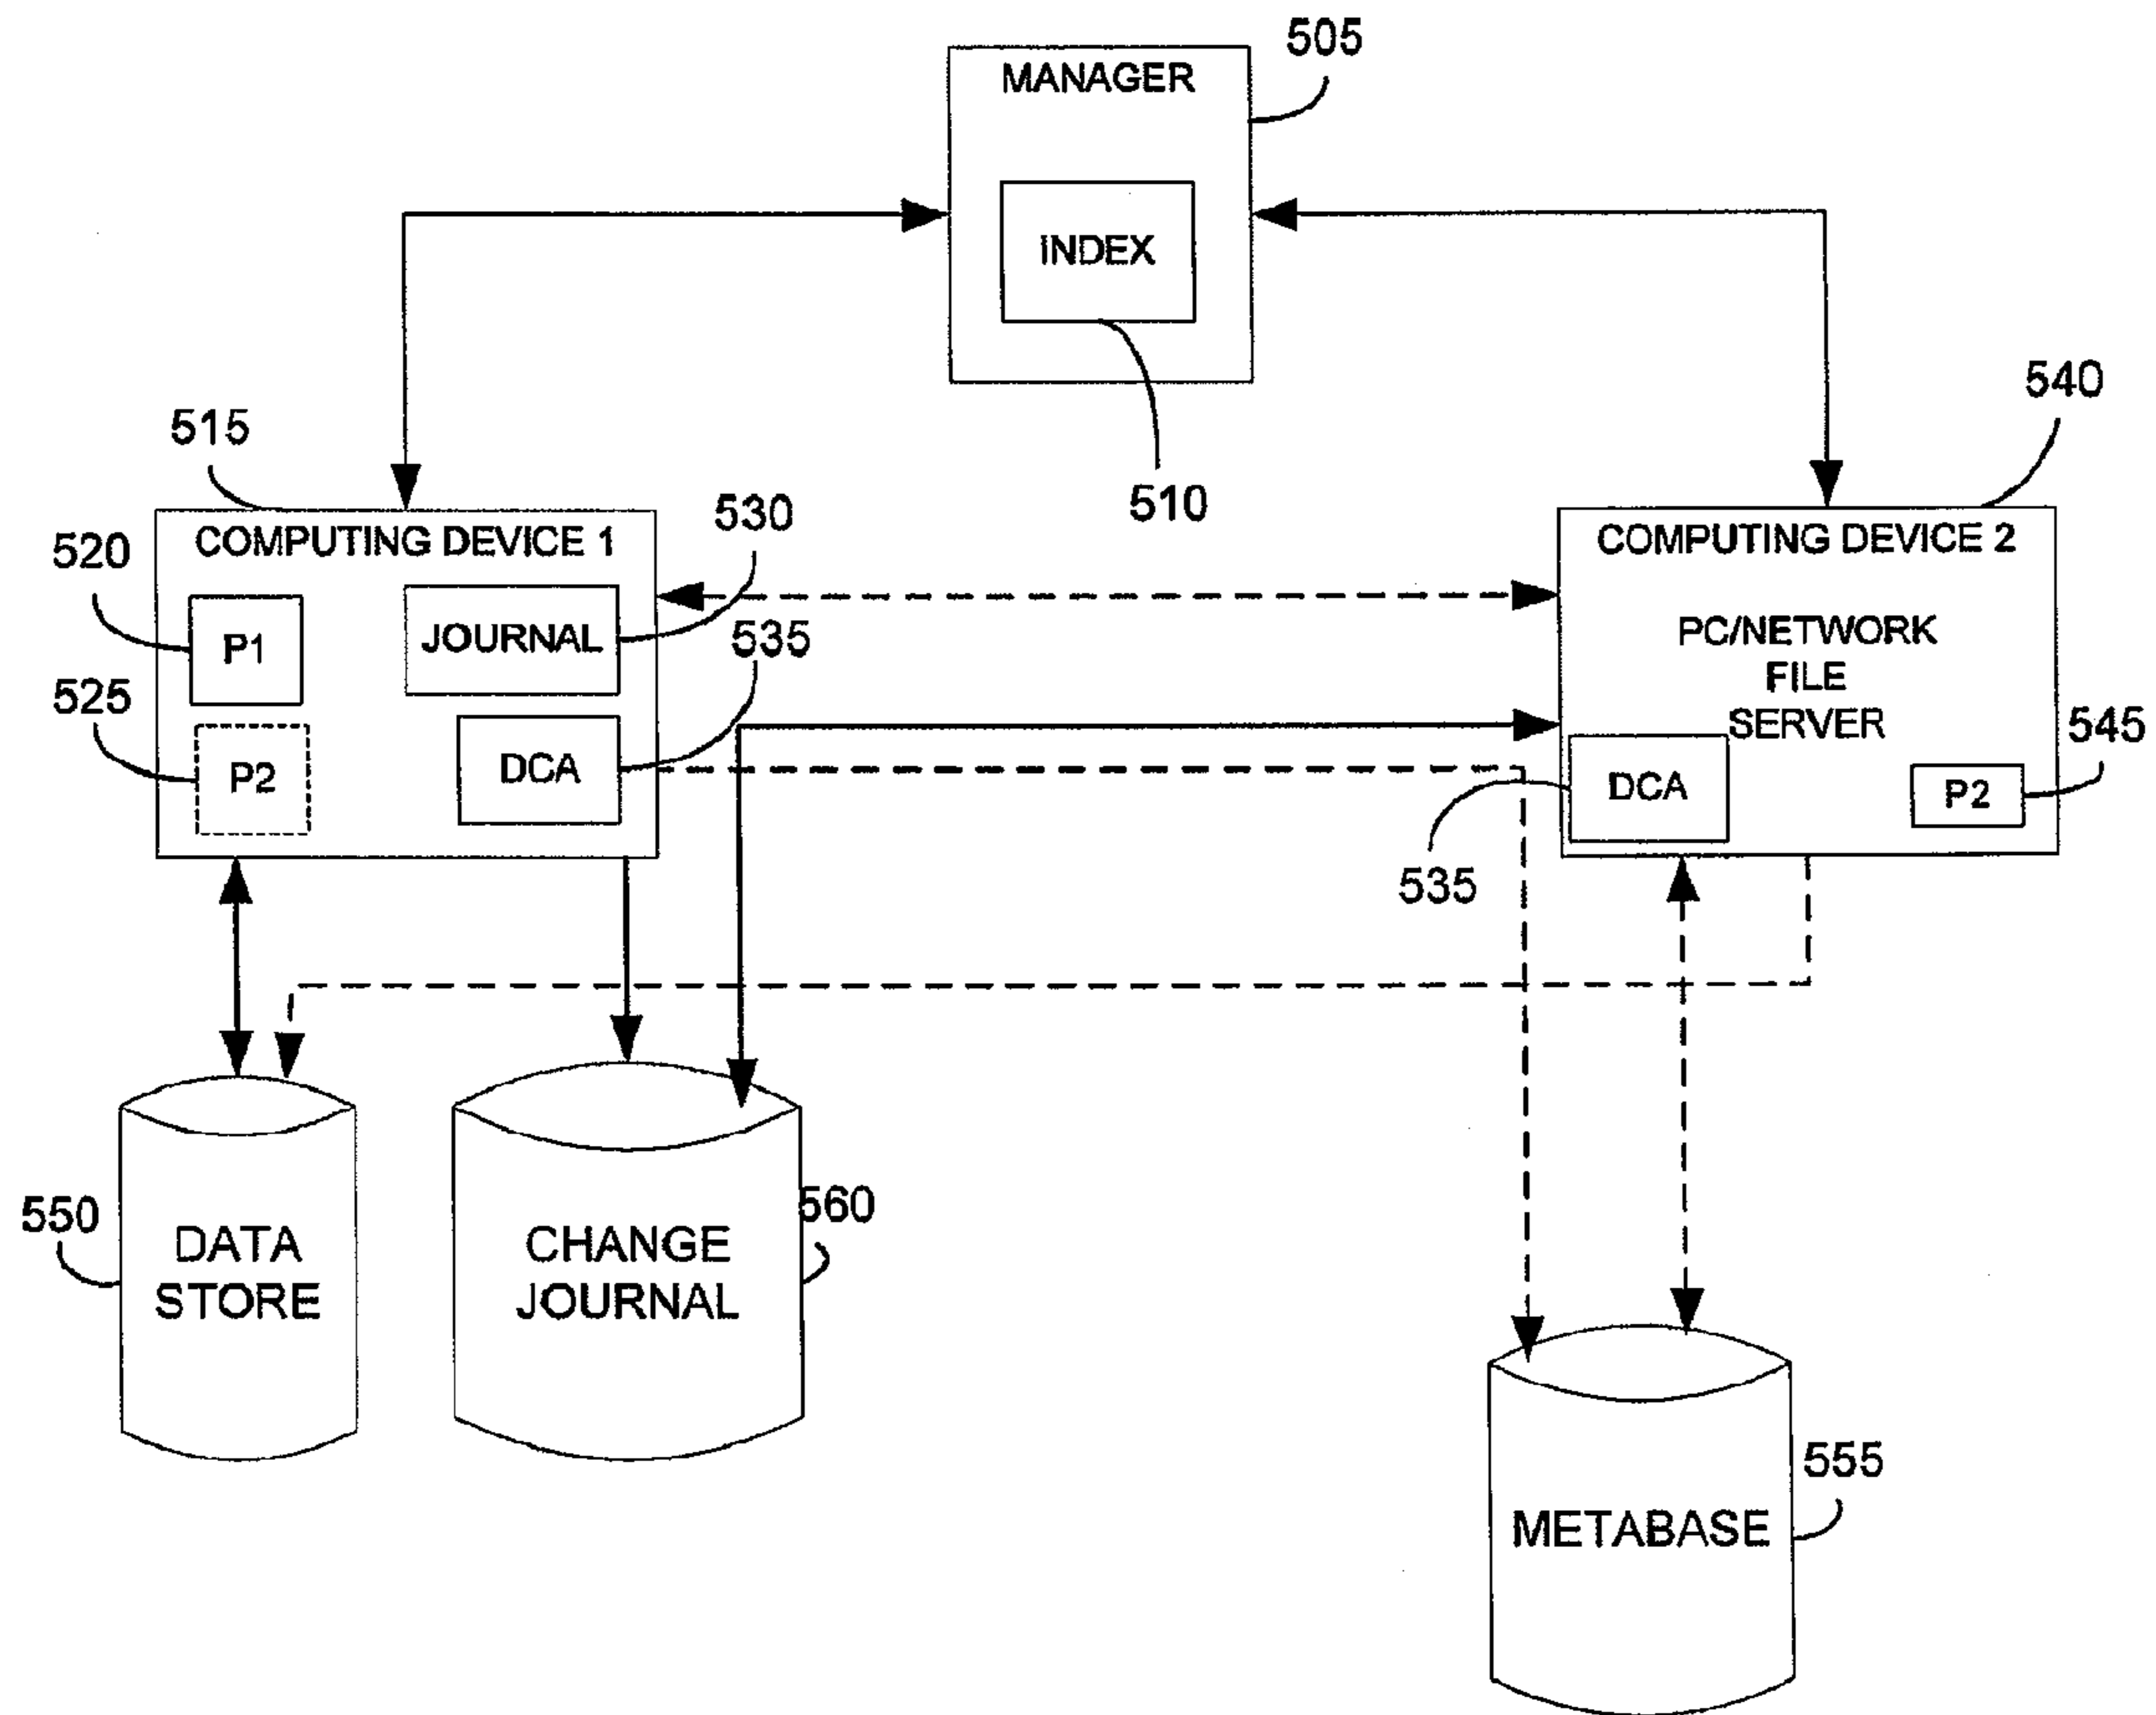 505
MANAGER
INDEX
510
540
515
COMPUTING DEVICE 1
530
520
P1
JOURNAL
535
525
P2
DCA
COMPUTING DEVICE 2
PC/NETWORK
FILE
SERVER
545
DCA
P2
535
550
DATA
STORE
560
CHANGE
JOURNAL
555
METABASE